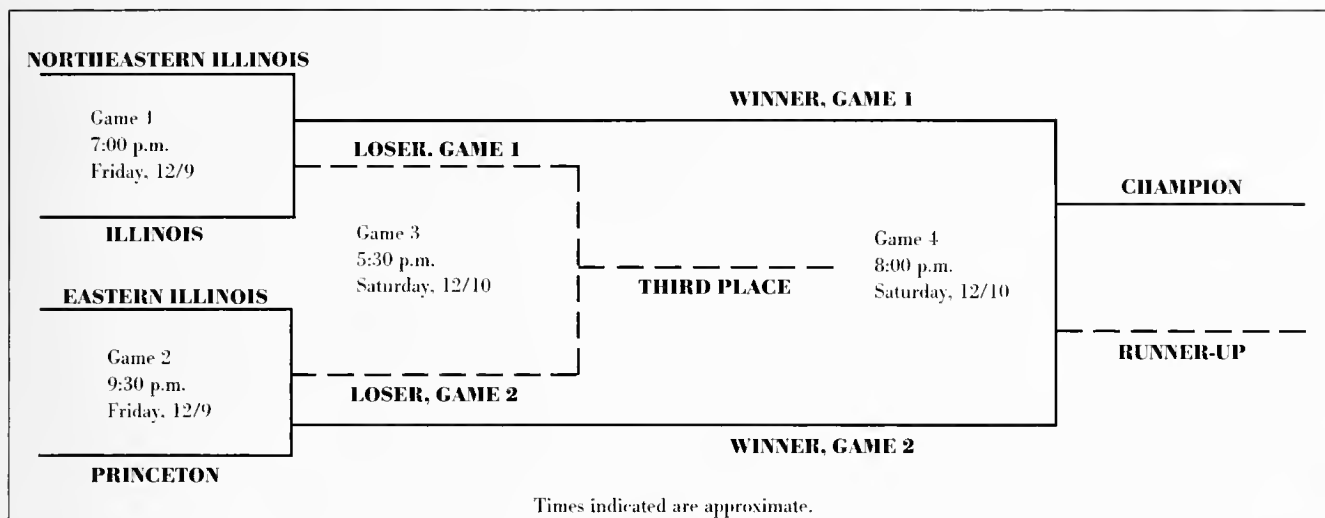 NORTHEASTERN ILLINOIS
Game 1
7:00 p.m.
Friday, 12/9
ILLINOIS
EASTERN ILLINOIS
Game 2
9:30 p.m.
Friday, 12/9
PRINCETON
WINNER, GAME 1
LOSER. GAME 1
Game 3
5:30 p.m.
Saturday, 12/10
LOSER, GAME 2
THIRD PLACE
Game 4
8:00 p.m.
Saturday, 12/10
WINNER, GAME 2
CHAMPION
RUNNER-UP
Times indicated are approximate.